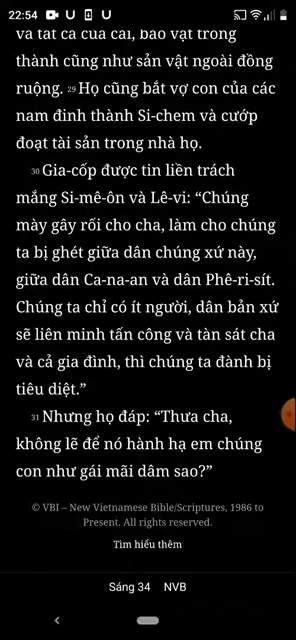 22:54
và tất cả của cải, bảo vật trong
thành cũng như sản vật ngoài đồng
ruộng. 29 Họ cũng bắt vợ con của các
nam đinh thành Si-chem và cướp
đoạt tài sản trong nhà họ.
30 Gia-cốp được tin liền trách
mắng Si-mê-ôn và Lê-vi: “Chúng
mày gây rối cho cha, làm cho chúng
ta bị ghét giữa dân chúng xứ này,
giữa dân Ca-na-an và dân Phê-ri-sít.
Chúng ta chỉ có ít người, dân bản xứ
sẽ liên minh tấn công và tàn sát cha
và cả gia đình, thì chúng ta đành bị
tiêu diệt.”
31 Nhưng họ đáp: “Thưa cha,
không lẽ để nó hành hạ em chúng
con như gái mãi dâm sao?”
© VBI – New Vietnamese Bible/Scriptures, 1986 to
Present. All rights reserved.
Tìm hiểu thêm
Sáng 34 NVB